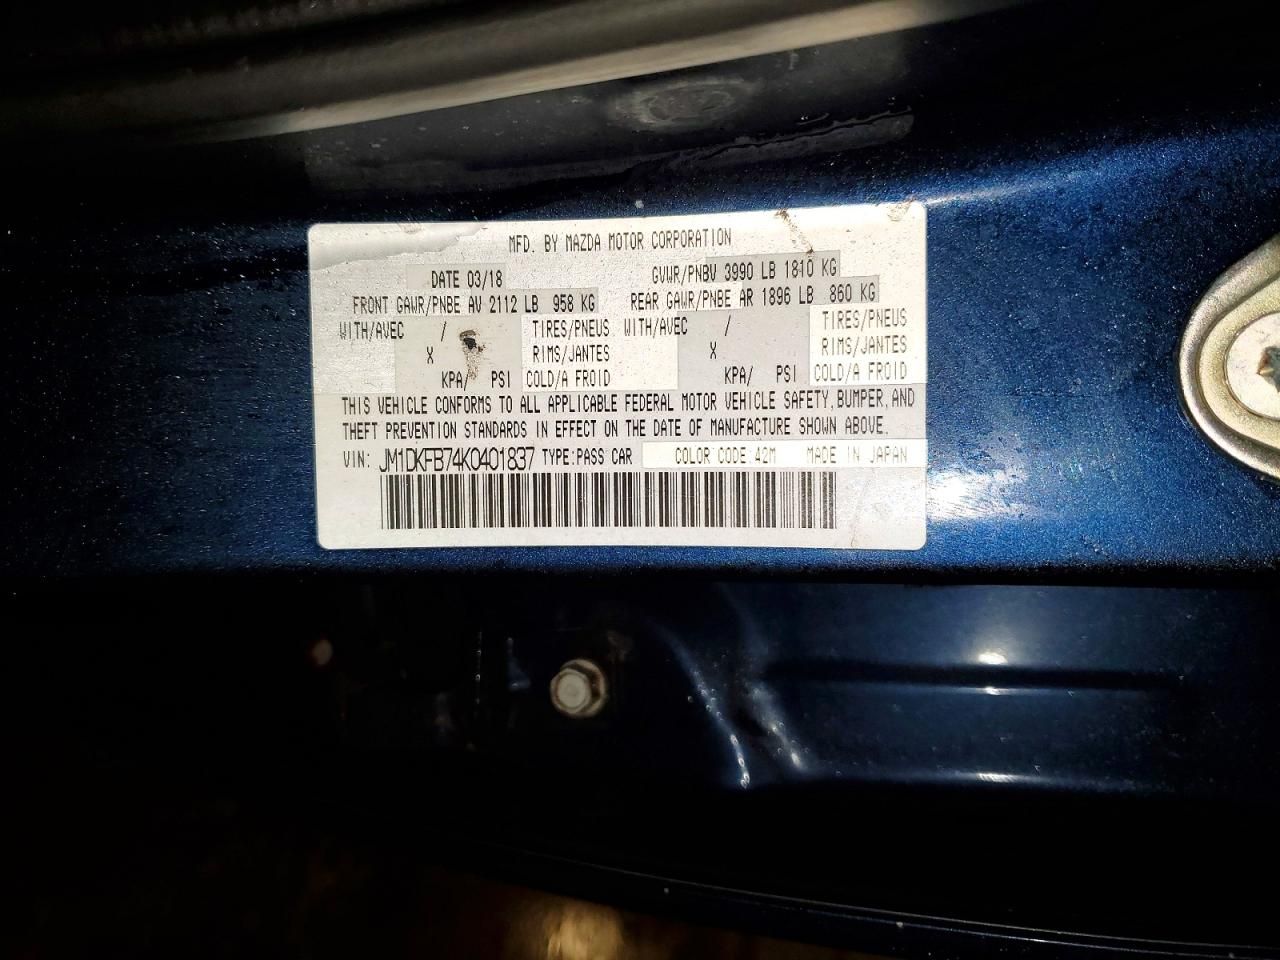 MFD. BY MAZDA MOTOR CORPORATION
DATE 03/18 GVWR/PNBV 3990 LB 1810 KG
FRONT GAWR/PNBE AV 2112 LB 958 KG REAR GAWR/PNBE AR 1896 LB 860 KG
WITH/AVEC / TIRES/PNEUS WITH/AVEC / TIRES/PNEUS
X RIMS/JANTES X RIMS/JANTES
KPA/ PSI COLD/A FROID KPA/ PSI COLD/A FROID
THIS VEHICLE CONFORMS TO ALL APPLICABLE FEDERAL MOTOR VEHICLE SAFETY, BUMPER, AND
THEFT PREVENTION STANDARDS IN EFFECT ON THE DATE OF MANUFACTURE SHOWN ABOVE.
VIN: JM1DKFB74K0401837 TYPE:PASS CAR COLOR CODE:42M MADE IN JAPAN